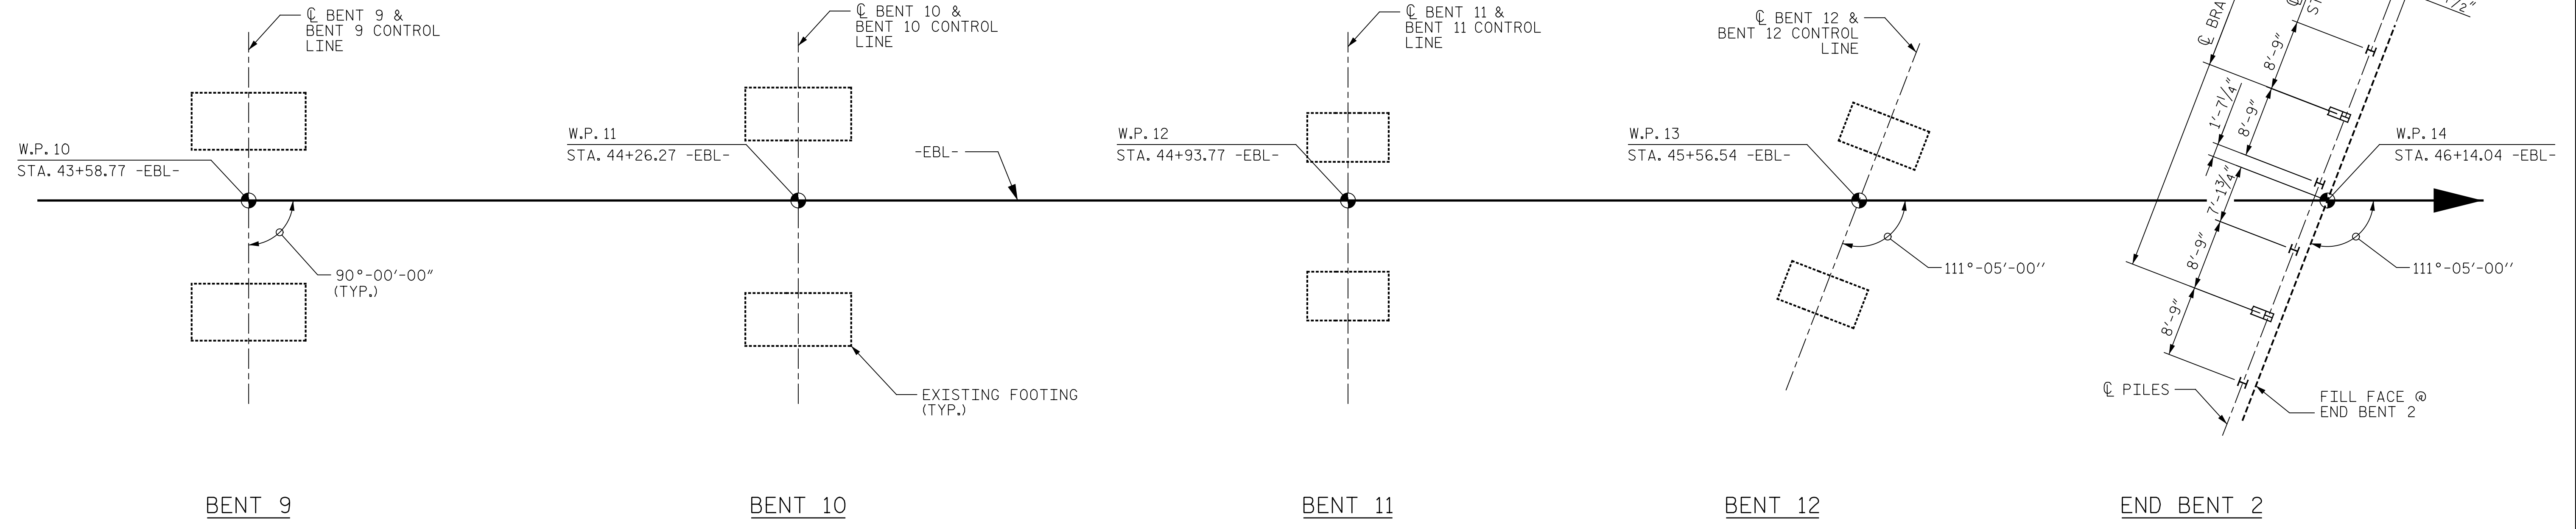 ℄ BENT 9 &
BENT 9 CONTROL
LINE
W.P. 10
STA. 43+58.77 -EBL-
90°-00'-00"
(TYP.)
℄ BENT 10 &
BENT 10 CONTROL
LINE
W.P. 11
STA. 44+26.27 -EBL-
EXISTING FOOTING
(TYP.)
-EBL-
℄ BENT 11 &
BENT 11 CONTROL
LINE
W.P. 12
STA. 44+93.77 -EBL-
℄ BENT 12 &
BENT 12 CONTROL
LINE
W.P. 13
STA. 45+56.54 -EBL-
111°-05'-00"
℄ BRA
8'-9"
1'-7¼"
8'-9"
7'-1¾"
8'-9"
8'-9"
W.P. 14
STA. 46+14.04 -EBL-
111°-05'-00"
℄ PILES
FILL FACE @
END BENT 2
BENT 9
BENT 10
BENT 11
BENT 12
END BENT 2